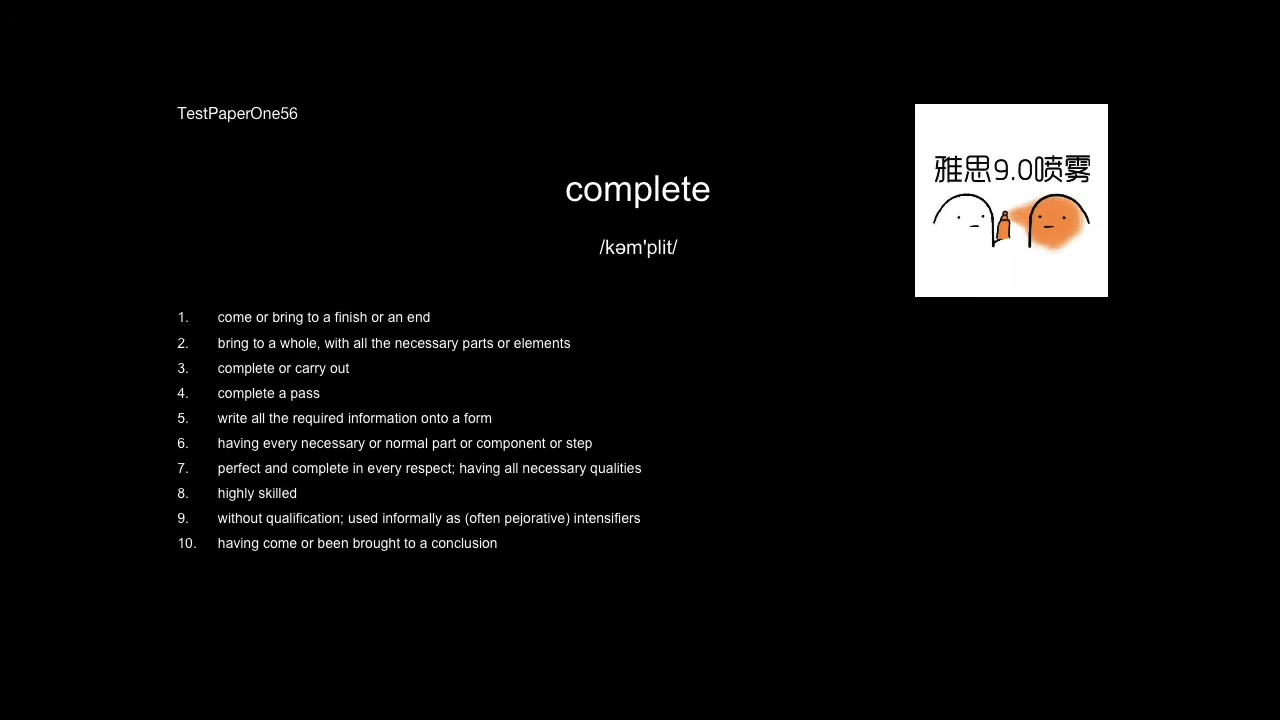 TestPaperOne56
雅思9.0喷雾
complete
/kəm'plit/
1. come or bring to a finish or an end
2. bring to a whole, with all the necessary parts or elements
3. complete or carry out
4. complete a pass
5. write all the required information onto a form
6. having every necessary or normal part or component or step
7. perfect and complete in every respect; having all necessary qualities
8. highly skilled
9. without qualification; used informally as (often pejorative) intensifiers
10. having come or been brought to a conclusion